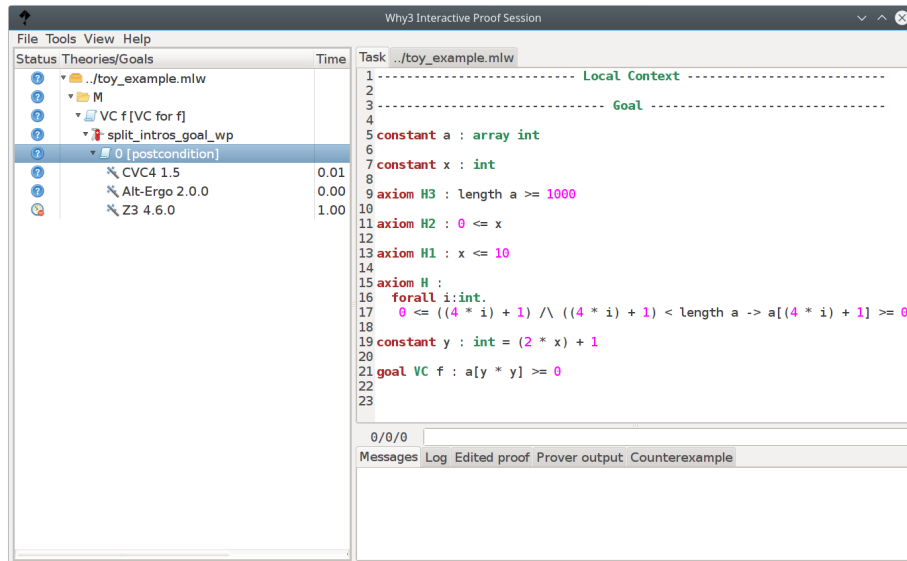 Why3 Interactive Proof Session
File Tools View Help
Status Theories/Goals Time
../toy_example.mlw
M
VC f [VC for f]
split_intros_goal_wp
0 [postcondition]
CVC4 1.5 0.01
Alt-Ergo 2.0.0 0.00
Z3 4.6.0 1.00
Task ../toy_example.mlw
1 --------------------------- Local Context ---------------------------
2
3 ------------------------------- Goal --------------------------------
4
5 constant a : array int
6
7 constant x : int
8
9 axiom H3 : length a >= 1000
10
11 axiom H2 : 0 <= x
12
13 axiom H1 : x <= 10
14
15 axiom H :
16 forall i:int.
17 0 <= ((4 * i) + 1) /\ ((4 * i) + 1) < length a -> a[(4 * i) + 1] >= 0
18
19 constant y : int = (2 * x) + 1
20
21 goal VC f : a[y * y] >= 0
22
23
0/0/0
Messages Log Edited proof Prover output Counterexample